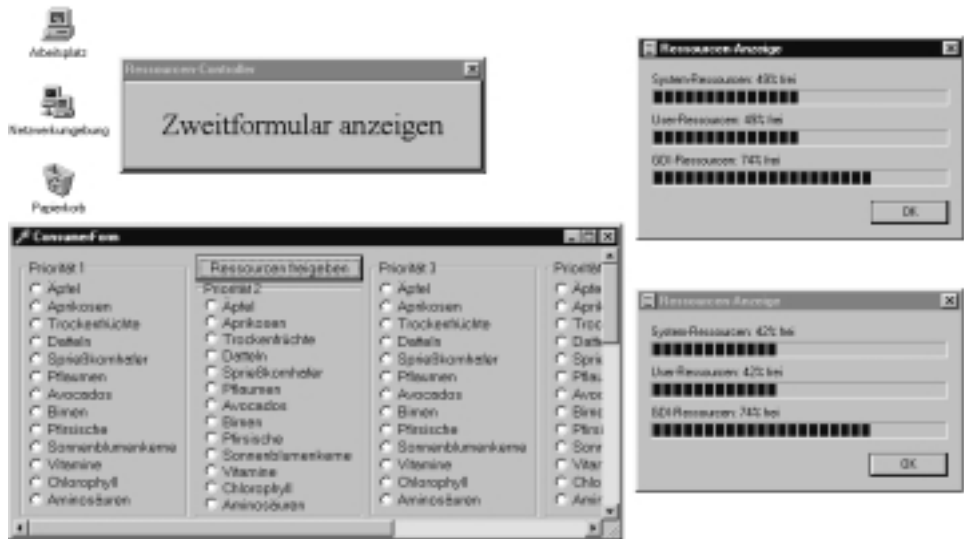 Arbeitsplatz
Netzwerkumgebung
Papierkorb
Ressourcen-Controller
Zweitformular anzeigen
Ressourcen-Anzeige
System-Ressourcen: 49% frei
User-Ressourcen: 49% frei
GDI-Ressourcen: 74% frei
OK
ConsumerForm
Priorität 1
Äpfel
Aprikosen
Trockenfrüchte
Datteln
Sprießkornhafer
Pflaumen
Avocados
Birnen
Pfirsische
Sonnenblumenkerne
Vitamine
Chlorophyll
Aminosäuren
Ressourcen freigeben
Priorität 2
Äpfel
Aprikosen
Trockenfrüchte
Datteln
Sprießkornhafer
Pflaumen
Avocados
Birnen
Pfirsische
Sonnenblumenkerne
Vitamine
Chlorophyll
Aminosäuren
Priorität 3
Äpfel
Aprikosen
Trockenfrüchte
Datteln
Sprießkornhafer
Pflaumen
Avocados
Birnen
Pfirsische
Sonnenblumenkerne
Vitamine
Chlorophyll
Aminosäuren
Priorität
Ressourcen-Anzeige
System-Ressourcen: 42% frei
User-Ressourcen: 42% frei
GDI-Ressourcen: 74% frei
OK